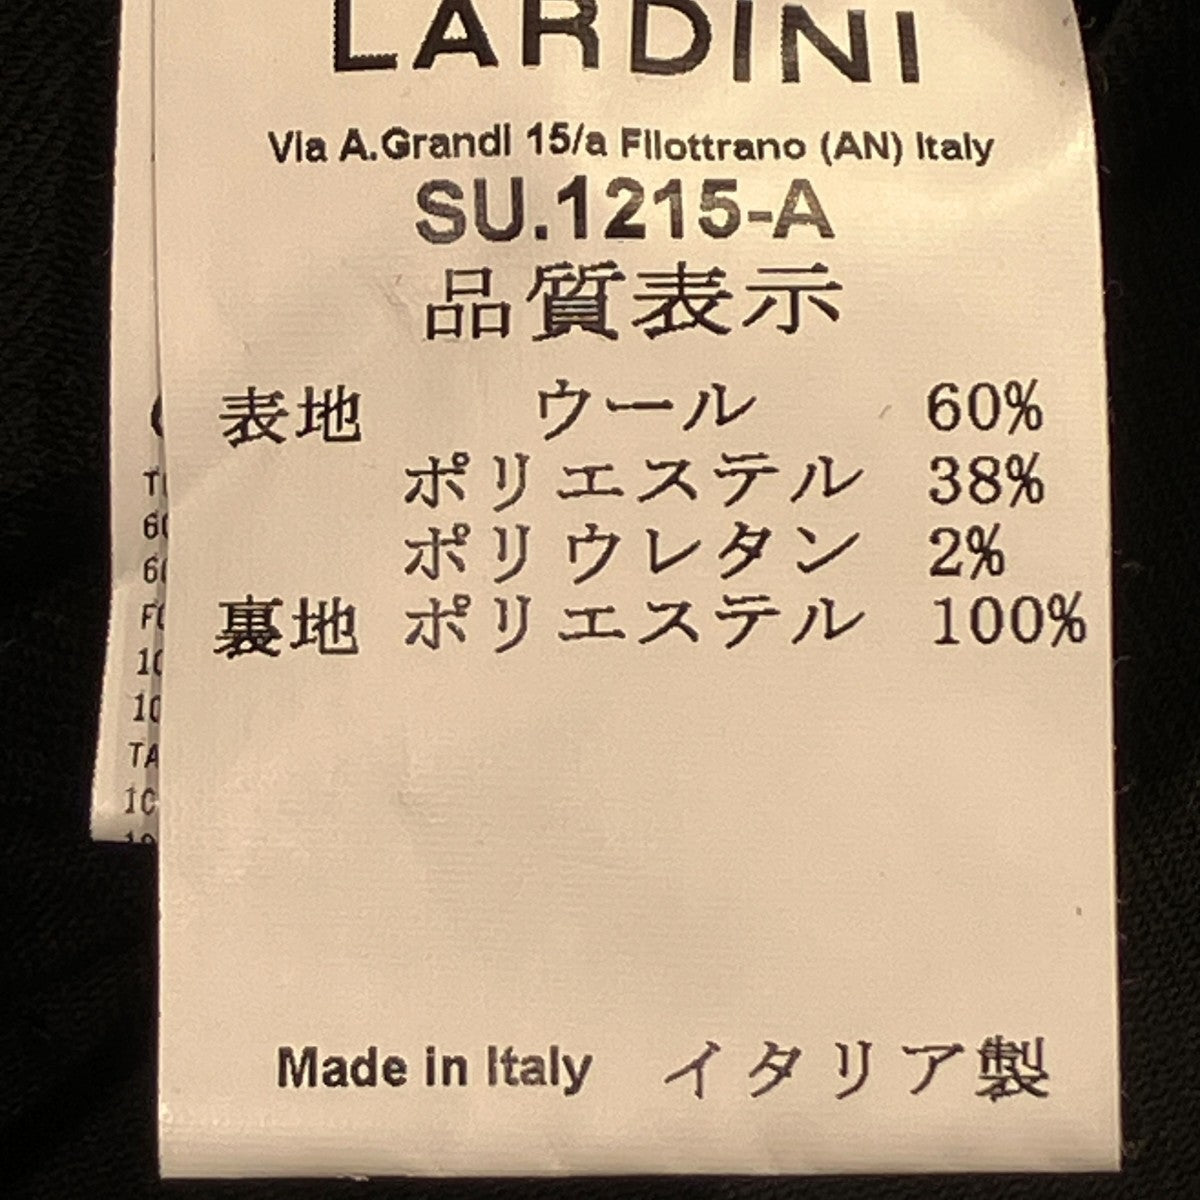 LARDINI
Via A.Grandi 15/a Filottrano (AN) Italy
SU.1215-A
品質表示
表地 ウール 60%
ポリエステル 38%
ポリウレタン 2%
裏地 ポリエステル 100%
Made in Italy イタリア製
TA
10